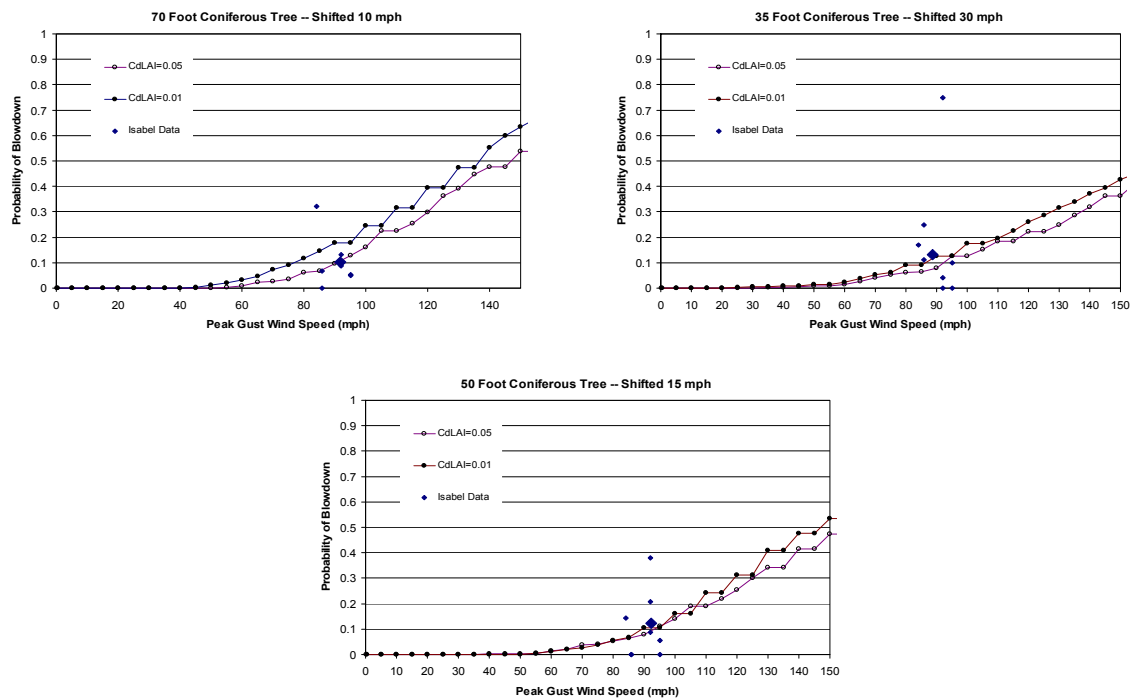 70 Foot Coniferous Tree -- Shifted 10 mph
1
0.9
0.8
0.7
0.6
0.5
0.4
0.3
0.2
0.1
0
Probability of Blowdown
CdLAI=0.05
CdLAI=0.01
Isabel Data
0 20 40 60 80 100 120 140
Peak Gust Wind Speed (mph)
35 Foot Coniferous Tree -- Shifted 30 mph
1
0.9
0.8
0.7
0.6
0.5
0.4
0.3
0.2
0.1
0
Probability of Blowdown
CdLAI=0.05
CdLAI=0.01
Isabel Data
0 10 20 30 40 50 60 70 80 90 100 110 120 130 140 150
Peak Gust Wind Speed (mph)
50 Foot Coniferous Tree -- Shifted 15 mph
1
0.9
0.8
0.7
0.6
0.5
0.4
0.3
0.2
0.1
0
Probability of Blowdown
CdLAI=0.05
CdLAI=0.01
Isabel Data
0 10 20 30 40 50 60 70 80 90 100 110 120 130 140 150
Peak Gust Wind Speed (mph)